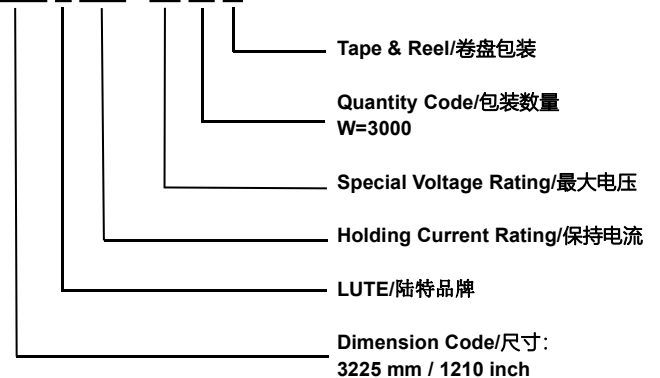 Tape & Reel/卷盘包装
Quantity Code/包装数量
W=3000
Special Voltage Rating/最大电压
Holding Current Rating/保持电流
LUTE/陆特品牌
Dimension Code/尺寸：
3225 mm / 1210 inch